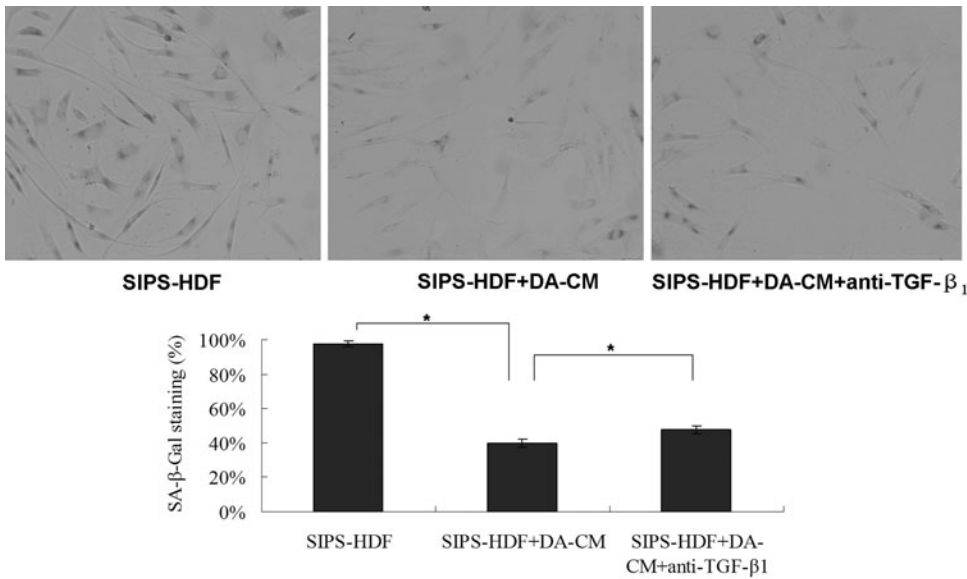 SIPS-HDF
SIPS-HDF+DA-CM
SIPS-HDF+DA-CM+anti-TGF-β1
*
*
SA-β-Gal staining (%)
100%
80%
60%
40%
20%
0%
SIPS-HDF
SIPS-HDF+DA-CM
SIPS-HDF+DA-
CM+anti-TGF-β1